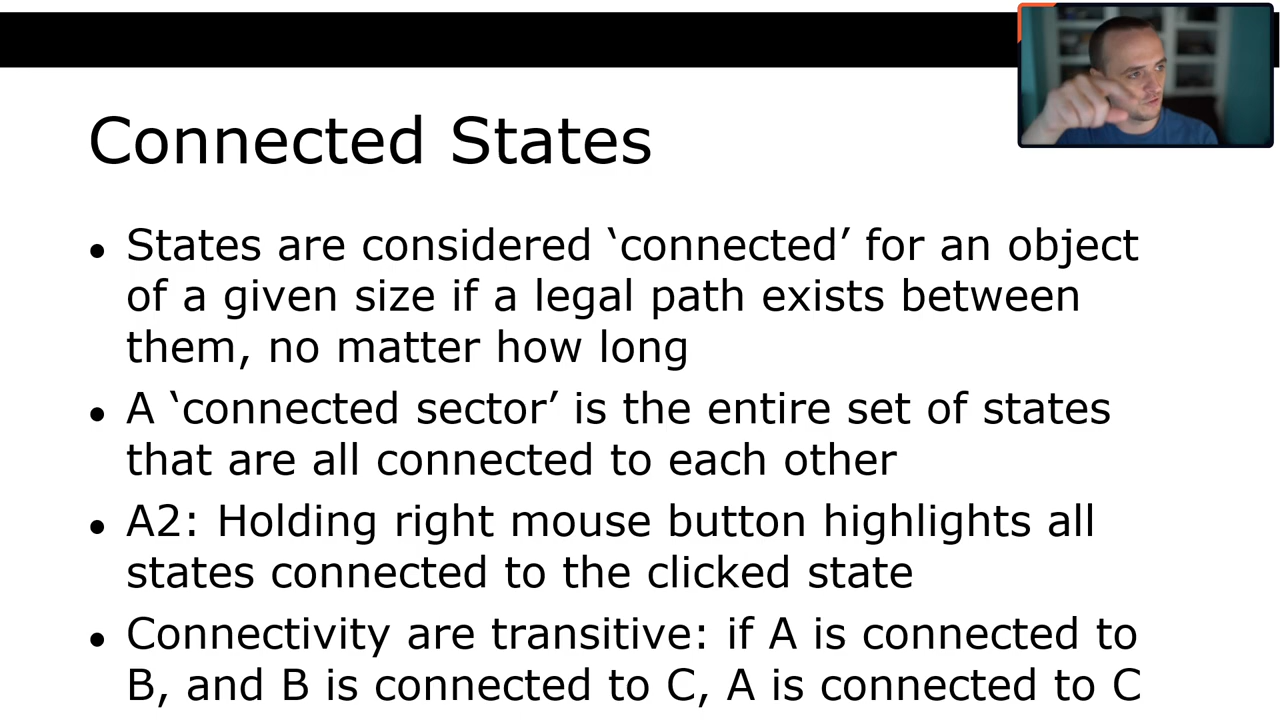 Connected States
• States are considered ‘connected’ for an object
of a given size if a legal path exists between
them, no matter how long
• A ‘connected sector’ is the entire set of states
that are all connected to each other
• A2: Holding right mouse button highlights all
states connected to the clicked state
• Connectivity are transitive: if A is connected to
B, and B is connected to C, A is connected to C